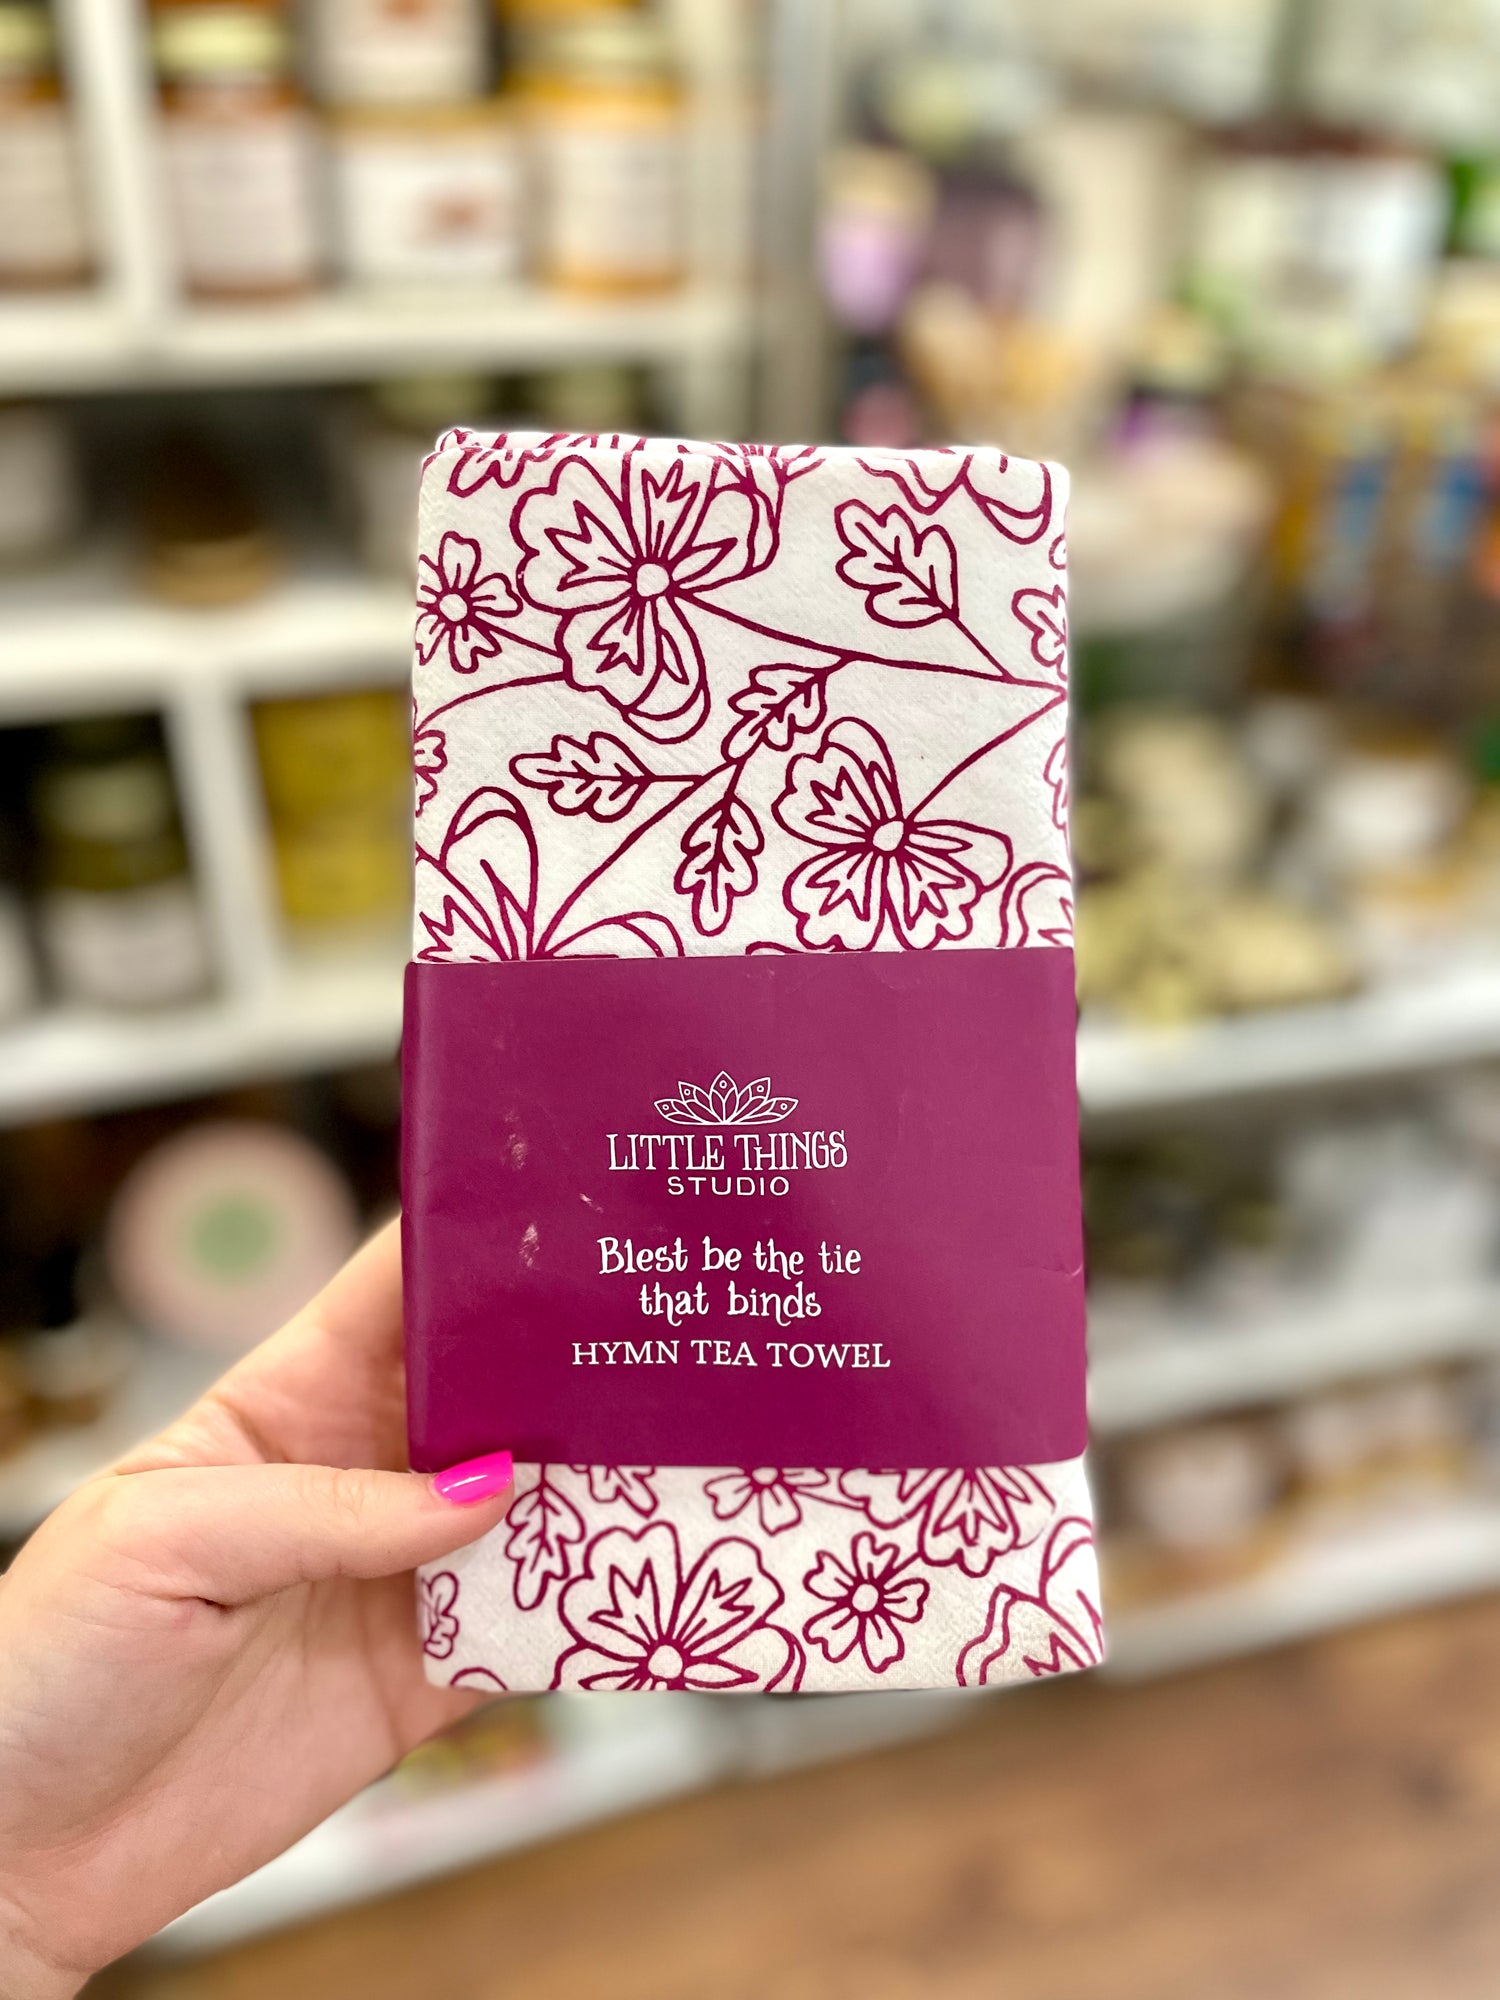 LITTLE THINGS
STUDIO
Blest be the tie
that binds
HYMN TEA TOWEL